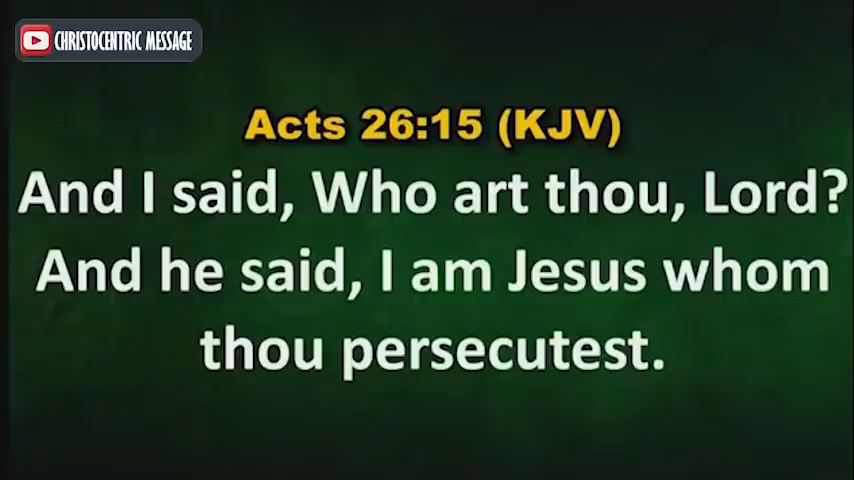 CHRISTOCENTRIC MESSAGE
Acts 26:15 (KJV)
And I said, Who art thou, Lord?
And he said, I am Jesus whom
thou persecutest.